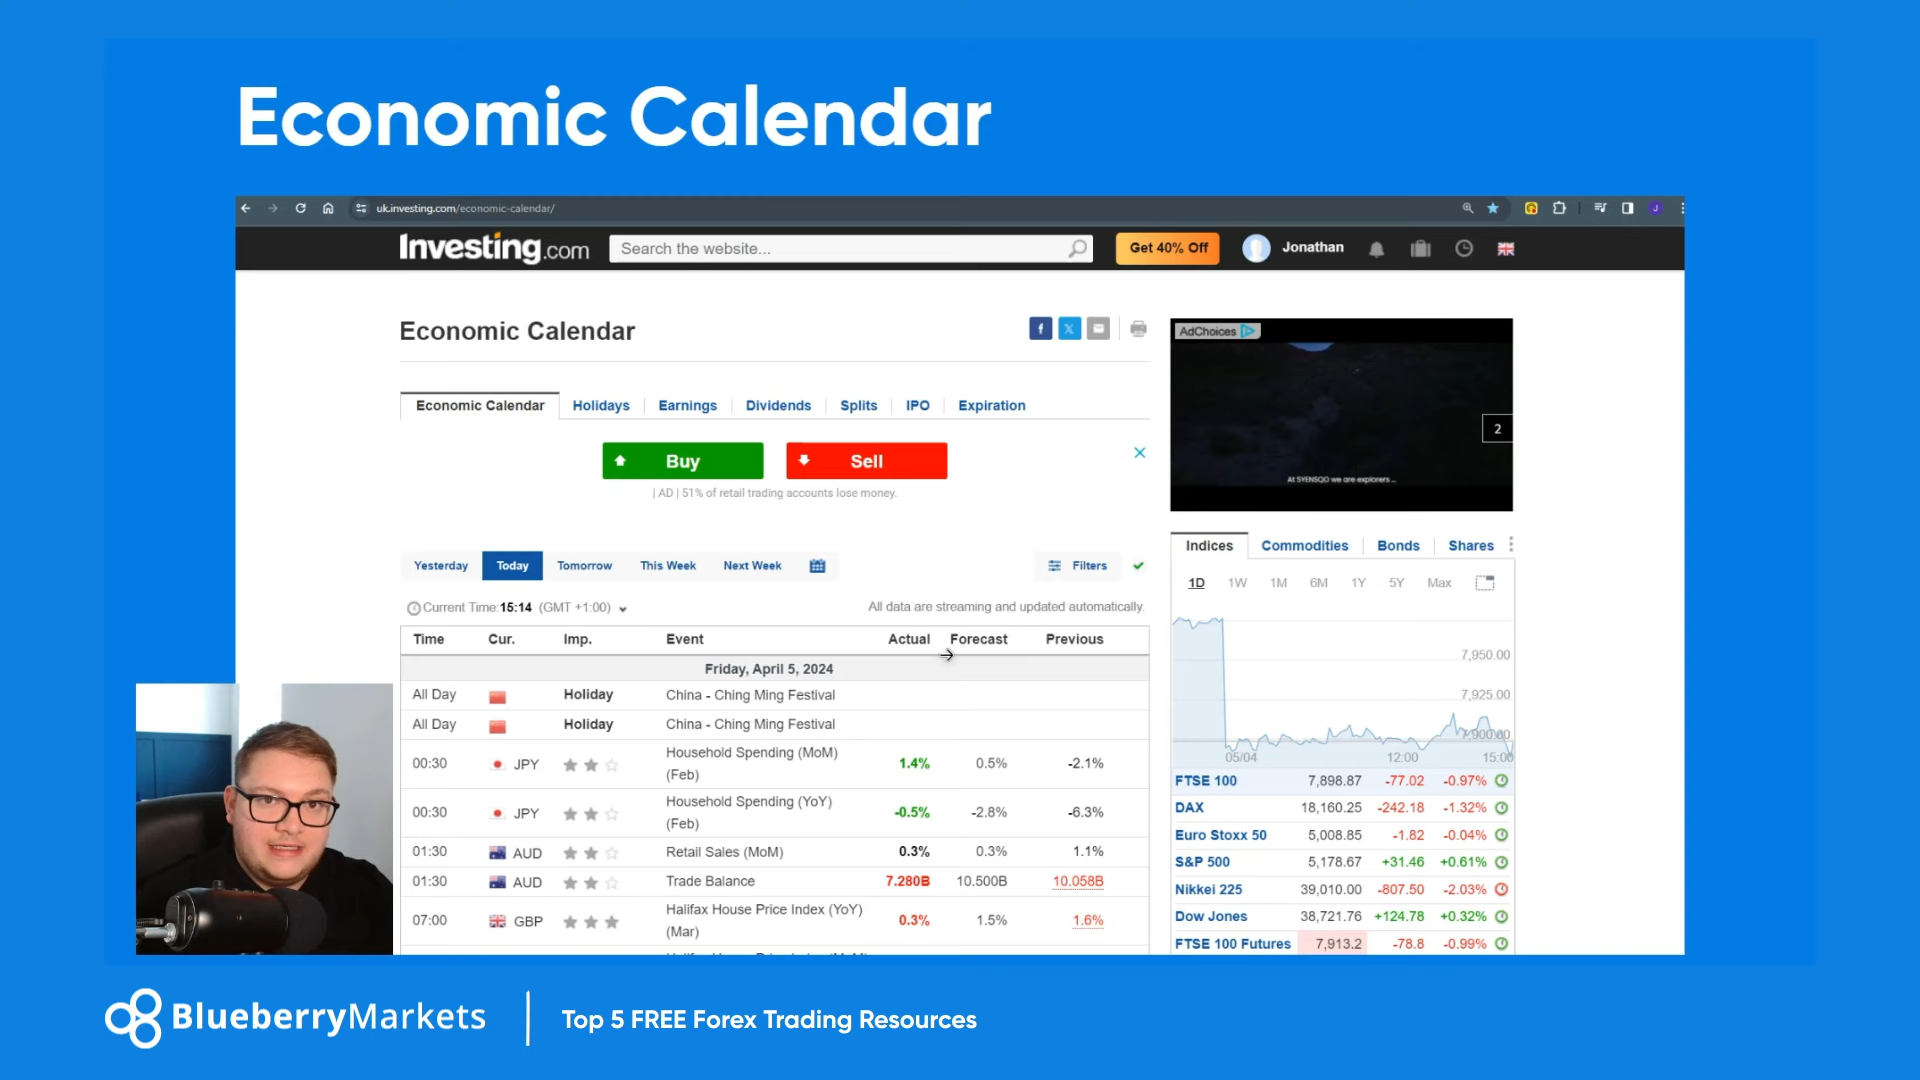 Economic Calendar
uk.investing.com/economic-calendar/
J
Investing.com
Search the website...
Get 40% Off
Jonathan
Economic Calendar
AdChoices
2
At SYENSQO we are explorers ...
Economic Calendar Holidays Earnings Dividends Splits IPO Expiration
Buy Sell
| AD | 51% of retail trading accounts lose money.
Yesterday Today Tomorrow This Week Next Week Filters
Current Time:15:14 (GMT +1:00) All data are streaming and updated automatically.
Time Cur. Imp. Event Actual Forecast Previous
Friday, April 5, 2024
All Day Holiday China - Ching Ming Festival
All Day Holiday China - Ching Ming Festival
00:30 JPY Household Spending (MoM) (Feb) 1.4% 0.5% -2.1%
00:30 JPY Household Spending (YoY) (Feb) -0.5% -2.8% -6.3%
01:30 AUD Retail Sales (MoM) 0.3% 0.3% 1.1%
01:30 AUD Trade Balance 7.280B 10.500B 10.058B
07:00 GBP Halifax House Price Index (YoY) (Mar) 0.3% 1.5% 1.6%
Indices Commodities Bonds Shares
1D 1W 1M 6M 1Y 5Y Max
7,950.00
7,925.00
7,900.00
05/04 12:00 15:00
FTSE 100 7,898.87 -77.02 -0.97%
DAX 18,160.25 -242.18 -1.32%
Euro Stoxx 50 5,008.85 -1.82 -0.04%
S&P 500 5,178.67 +31.46 +0.61%
Nikkei 225 39,010.00 -807.50 -2.03%
Dow Jones 38,721.76 +124.78 +0.32%
FTSE 100 Futures 7,913.2 -78.8 -0.99%
BlueberryMarkets
Top 5 FREE Forex Trading Resources